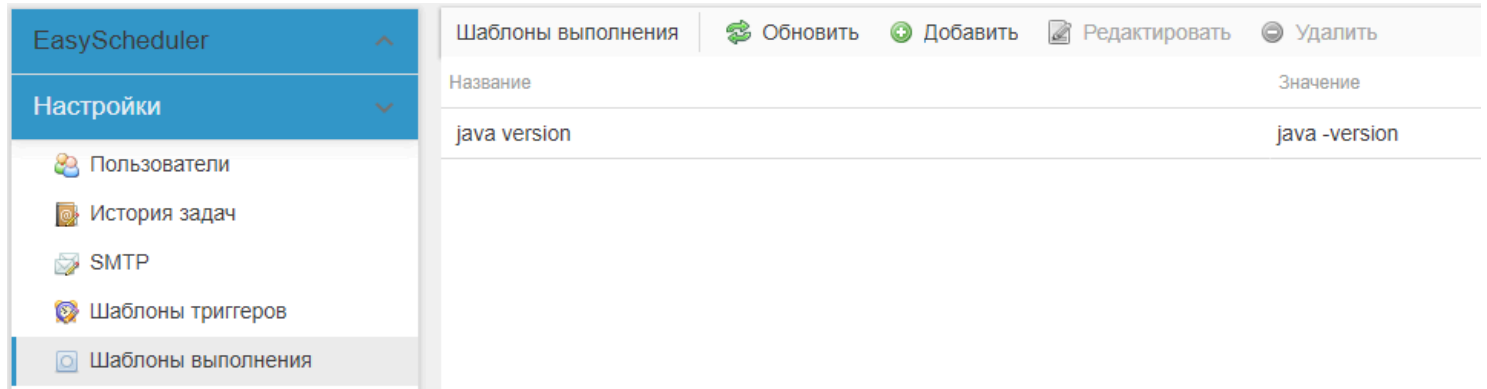 EasyScheduler
Настройки
Пользователи
История задач
SMTP
Шаблоны триггеров
Шаблоны выполнения
Шаблоны выполнения Обновить Добавить Редактировать Удалить
Название Значение
java version java -version